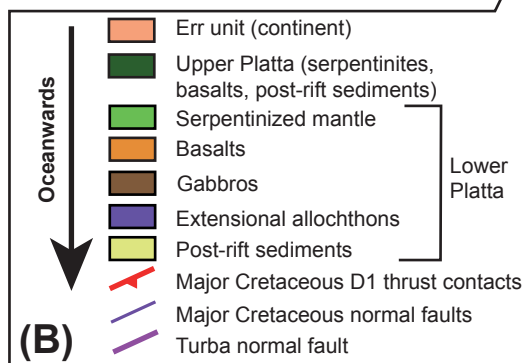 Oceanwards
Err unit (continent)
Upper Platta (serpentinites,
basalts, post-rift sediments)
Serpentinized mantle
Basalts
Gabbros
Extensional allochthons
Post-rift sediments
Lower
Platta
Major Cretaceous D1 thrust contacts
Major Cretaceous normal faults
Turba normal fault
(B)